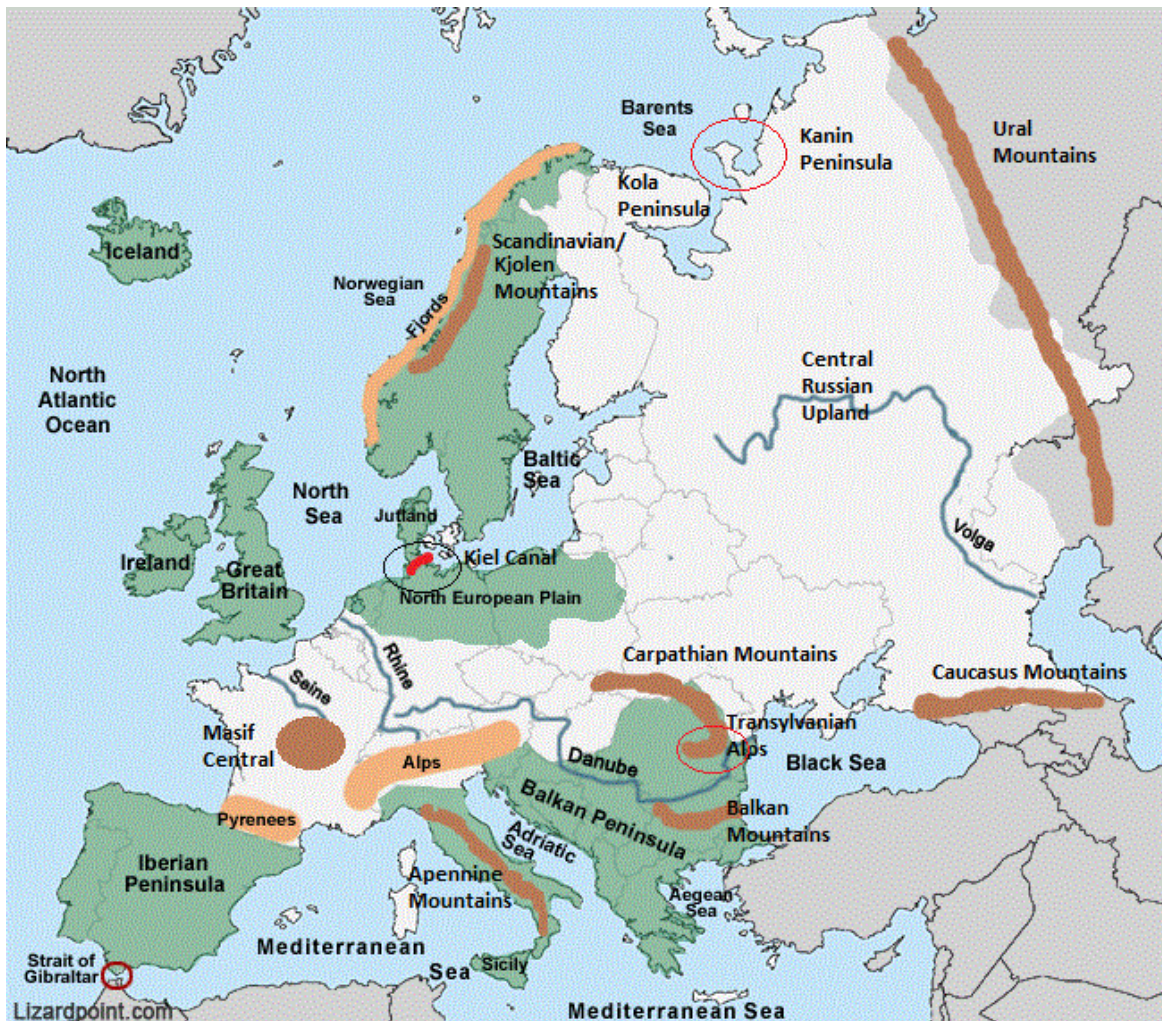 Barents
Sea
Kanin
Peninsula
Ural
Mountains
Kola
Peninsula
Iceland
Scandinavian/
Kjolen
Mountains
Norwegian
Sea
Fjords
North
Atlantic
Ocean
Central
Russian
Upland
Baltic
Sea
North
Sea
Jutland
Volga
Kiel Canal
Ireland
Great
Britain
North European Plain
Rhine
Carpathian Mountains
Caucasus Mountains
Seine
Masif
Central
Transylvanian
Alps
Alps
Danube
Black Sea
Pyrenees
Balkan Peninsula
Balkan
Mountains
Adriatic
Sea
Iberian
Peninsula
Apennine
Mountains
Aegean
Sea
Mediterranean
Sea
Strait of
Gibraltar
Sicily
Mediterranean Sea
Lizardpoint.com